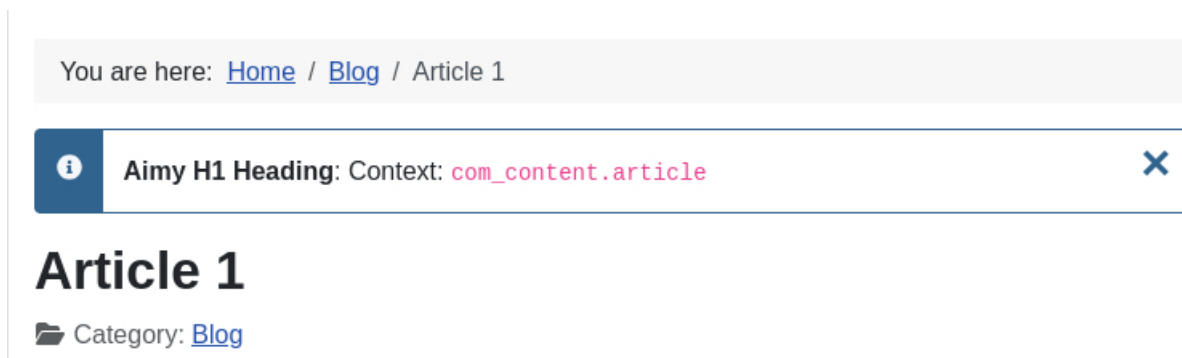 You are here: Home / Blog / Article 1
Aimy H1 Heading: Context: com_content.article
Article 1
Category: Blog